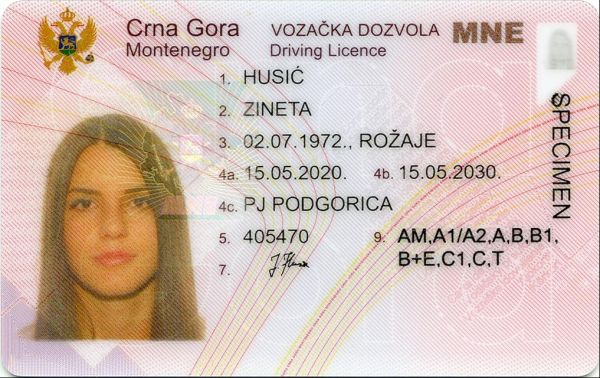 Crna Gora VOZAČKA DOZVOLA MNE
Montenegro Driving Licence
1. HUSIĆ
2. ZINETA
3. 02.07.1972., ROŽAJE
4a. 15.05.2020. 4b. 15.05.2030.
4c. PJ PODGORICA
5. 405470 9. AM,A1/A2,A,B,B1,
B+E,C1,C,T
7.
SPECIMEN
MNE